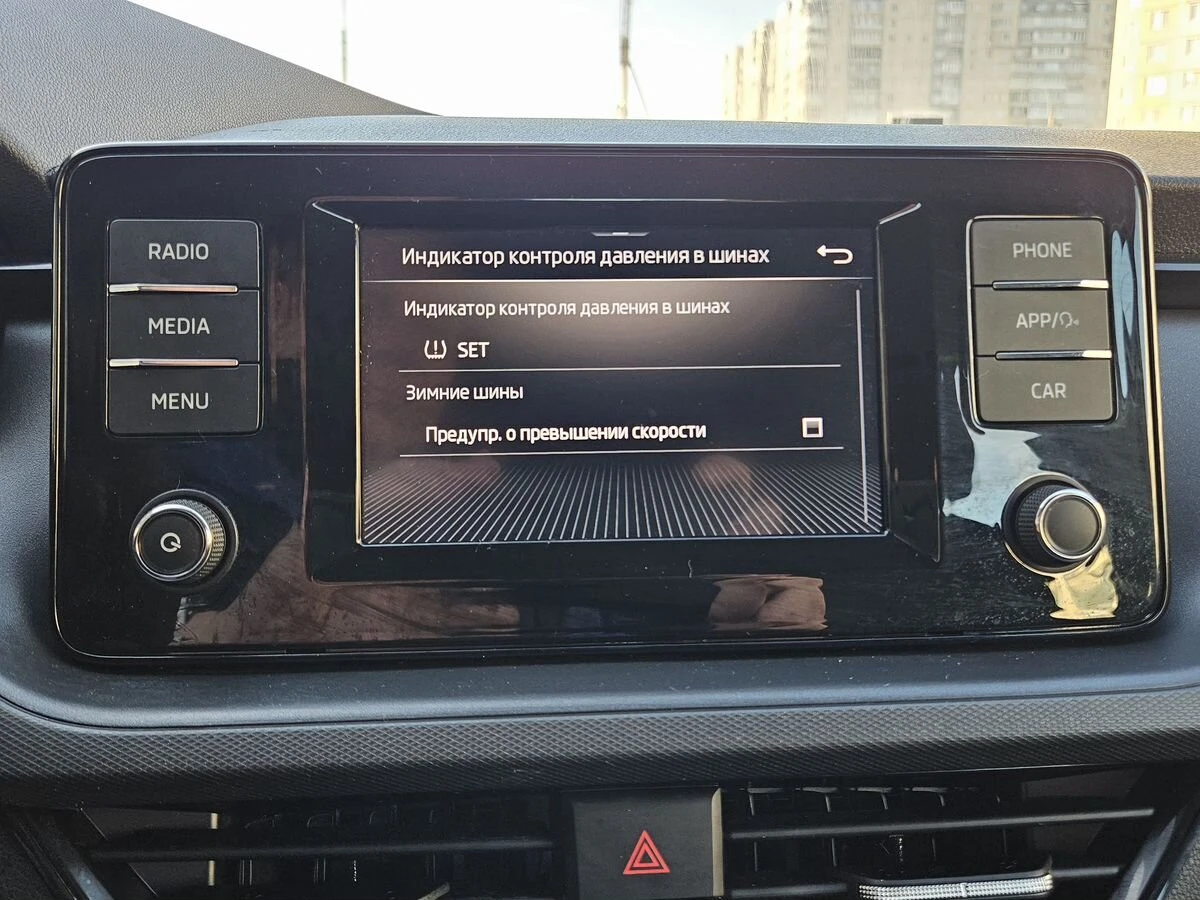 RADIO
MEDIA
MENU
Индикатор контроля давления в шинах
Индикатор контроля давления в шинах
SET
Зимние шины
Предупр. о превышении скорости
PHONE
APP/
CAR